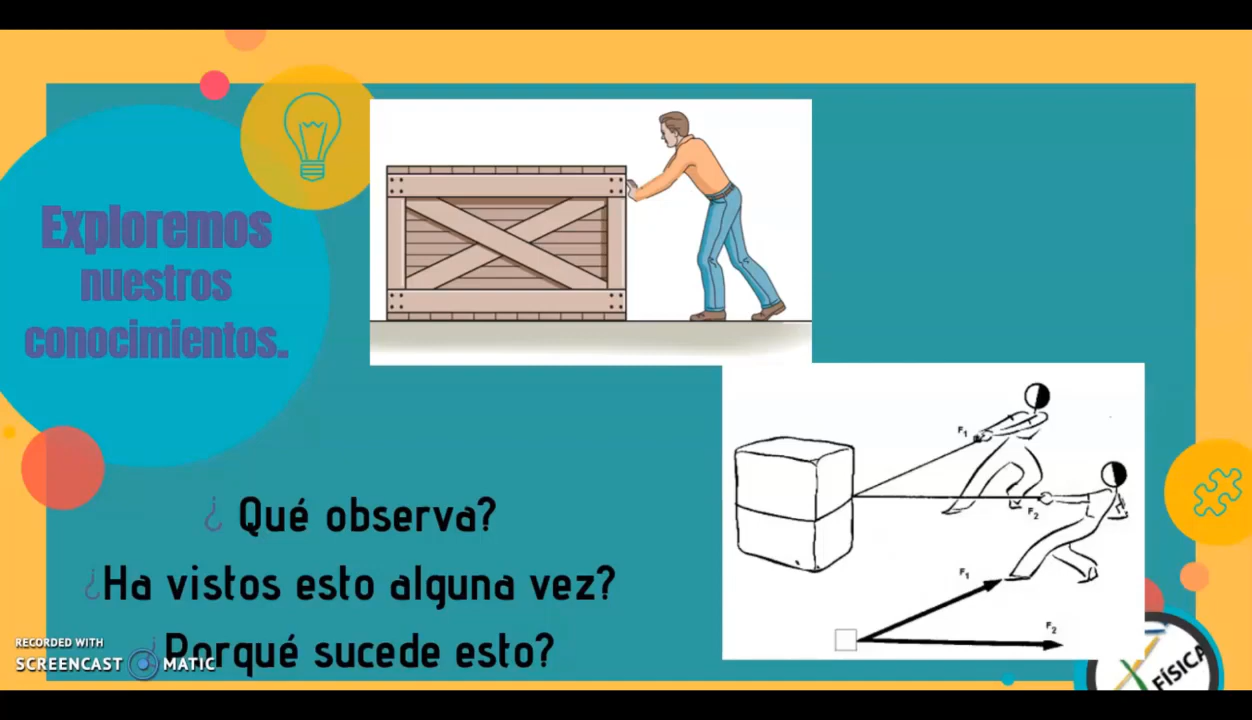 Exploremos
nuestros
conocimientos.
¿ Qué observa?
¿Ha vistos esto alguna vez?
¿ Porqué sucede esto?
F1
F2
F1
F2
RECORDED WITH
SCREENCAST MATIC
FÍSICA